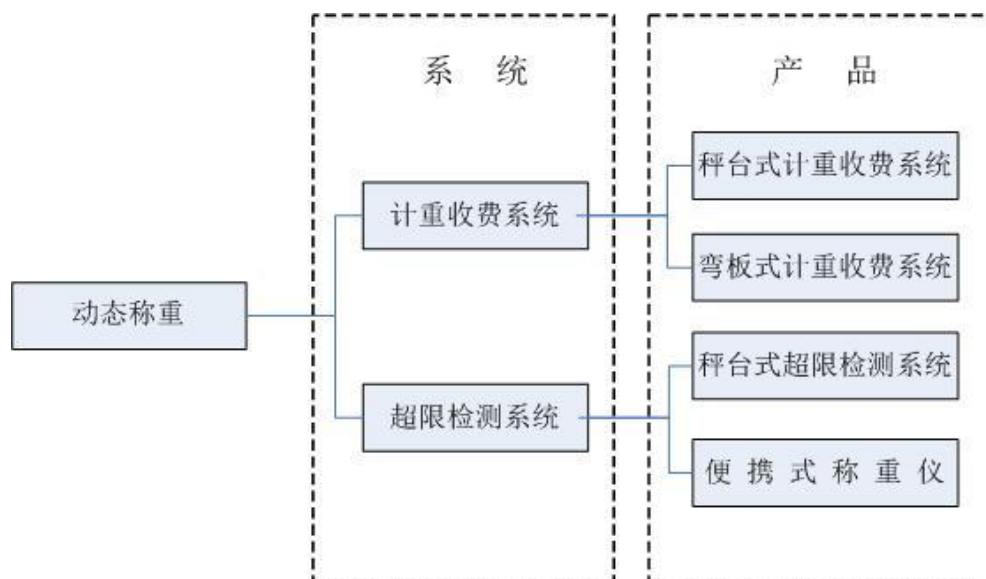 系 统
产 品
秤台式计重收费系统
计重收费系统
弯板式计重收费系统
动态称重
秤台式超限检测系统
超限检测系统
便 携 式 称 重 仪